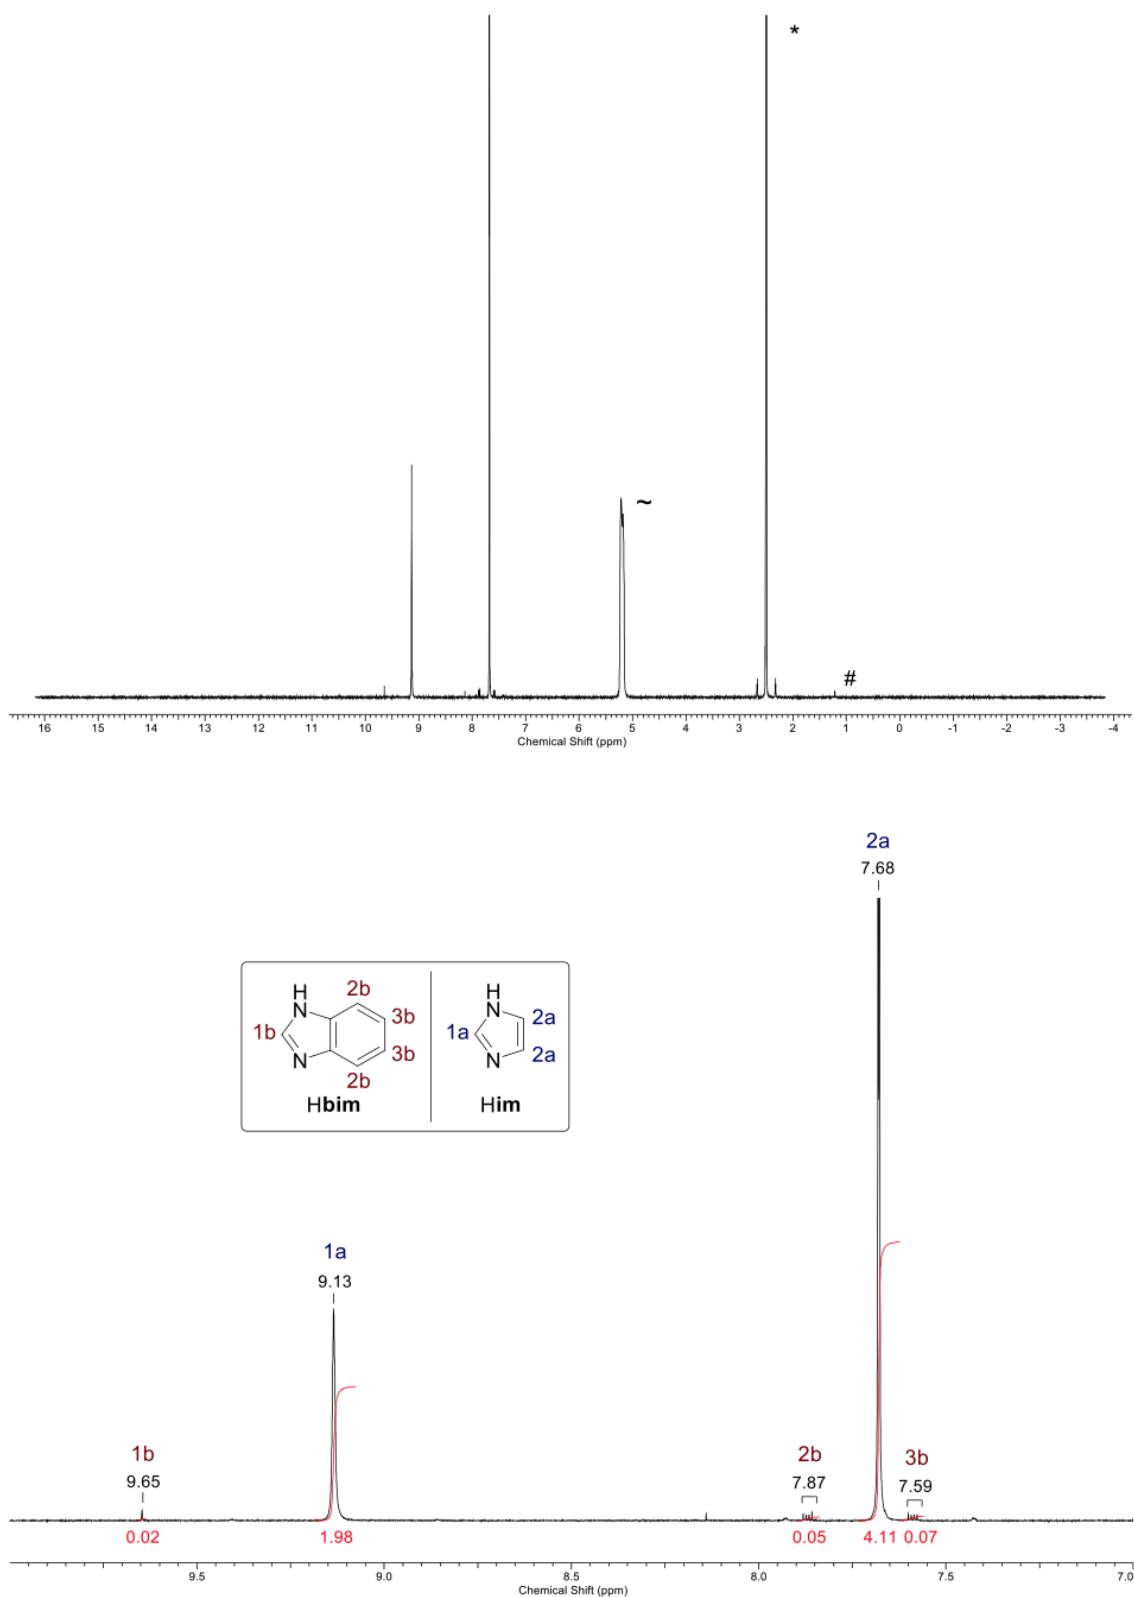 *
~
#
16 15 14 13 12 11 10 9 8 7 6 5 4 3 2 1 0 -1 -2 -3 -4
Chemical Shift (ppm)
2a
7.68
H
N
2b
1b
3b
3b
N
2b
Hbim
H
N
2a
1a
2a
N
Him
1a
9.13
1b
9.65
2b
7.87
3b
7.59
0.02 1.98 0.05 4.11 0.07
9.5 9.0 8.5 8.0 7.5 7.0
Chemical Shift (ppm)